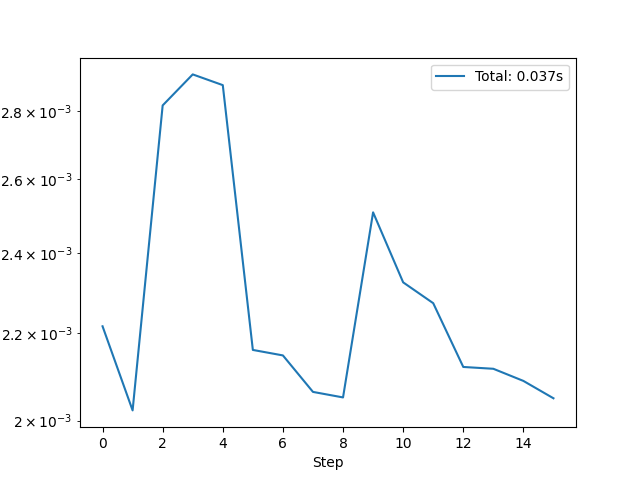 Total: 0.037s
2.8 × 10⁻³
2.6 × 10⁻³
2.4 × 10⁻³
2.2 × 10⁻³
2 × 10⁻³
0 2 4 6 8 10 12 14
Step